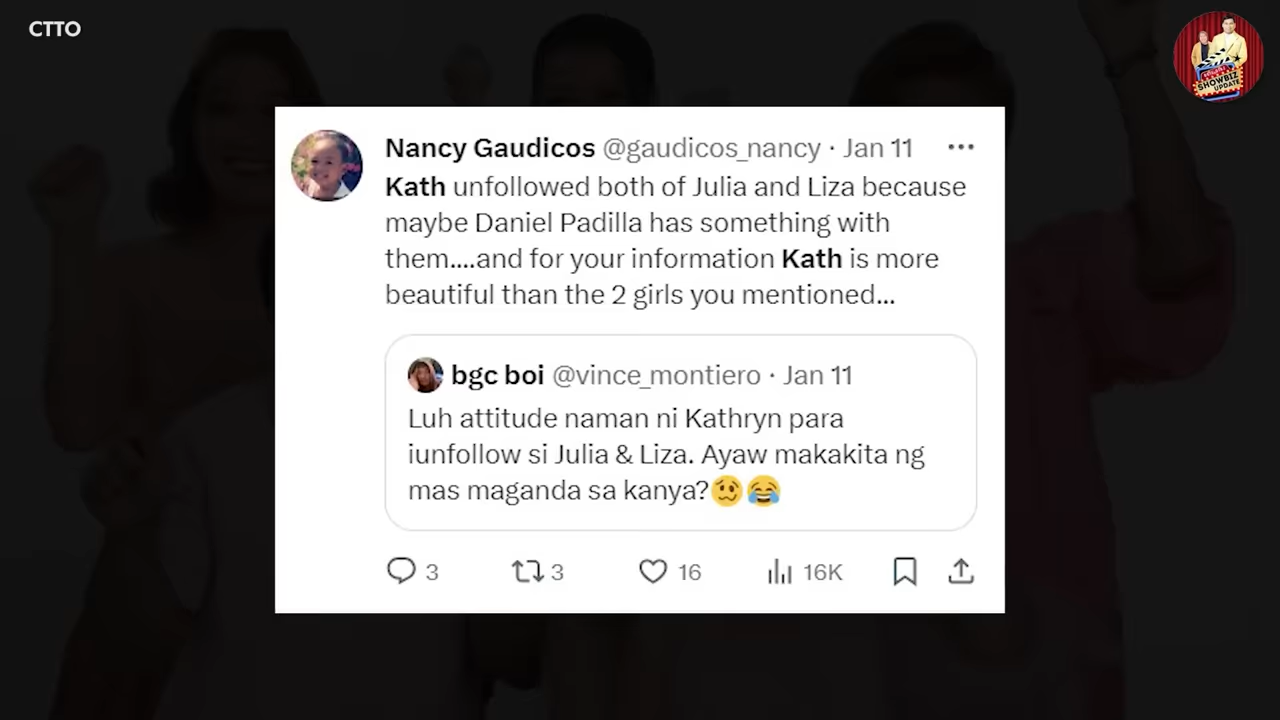 CTTO
SHOWBIZ
UPDATE
Nancy Gaudicos @gaudicos_nancy · Jan 11
Kath unfollowed both of Julia and Liza because
maybe Daniel Padilla has something with
them....and for your information Kath is more
beautiful than the 2 girls you mentioned...
bgc boi @vince_montiero · Jan 11
Luh attitude naman ni Kathryn para
iunfollow si Julia & Liza. Ayaw makakita ng
mas maganda sa kanya?🥴😂
3 3 16 16K